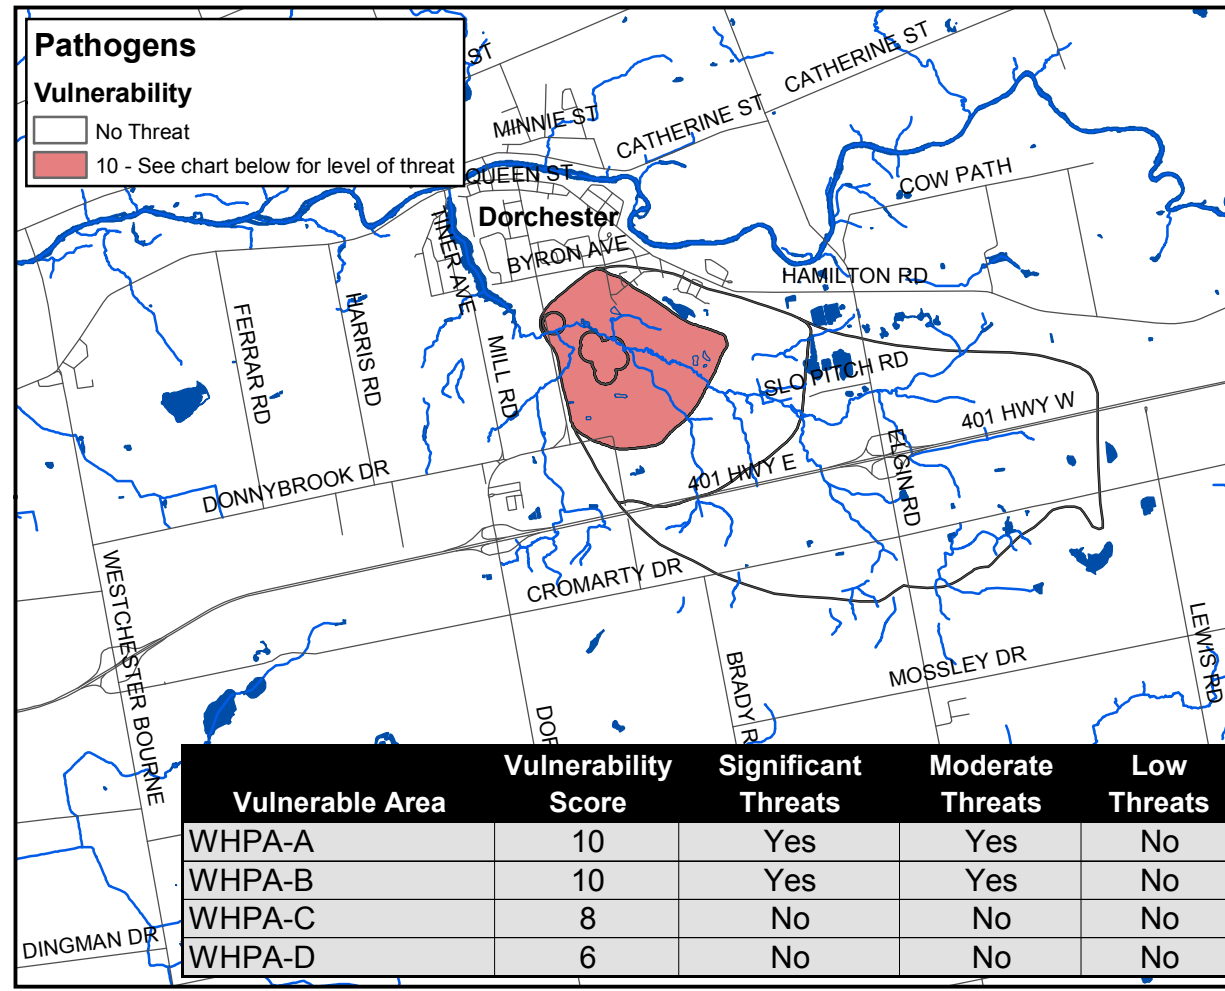 Pathogens
Vulnerability
No Threat
10 - See chart below for level of threat
ST
CATHERINE ST
MINNIE ST
CATHERINE ST
QUEEN ST
COW PATH
Dorchester
TINER AVE
BYRON AVE
HAMILTON RD
FERRAR RD
HARRIS RD
MILL RD
SLO PITCH RD
401 HWY W
DONNYBROOK DR
401 HWY E
ELGIN RD
CROMARTY DR
WESTCHESTER BOURNE
LEWIS RD
BRADY R
MOSSLEY DR
DINGMAN DR
Vulnerable Area Vulnerability Score Significant Threats Moderate Threats Low Threats
WHPA-A 10 Yes Yes No
WHPA-B 10 Yes Yes No
WHPA-C 8 No No No
WHPA-D 6 No No No